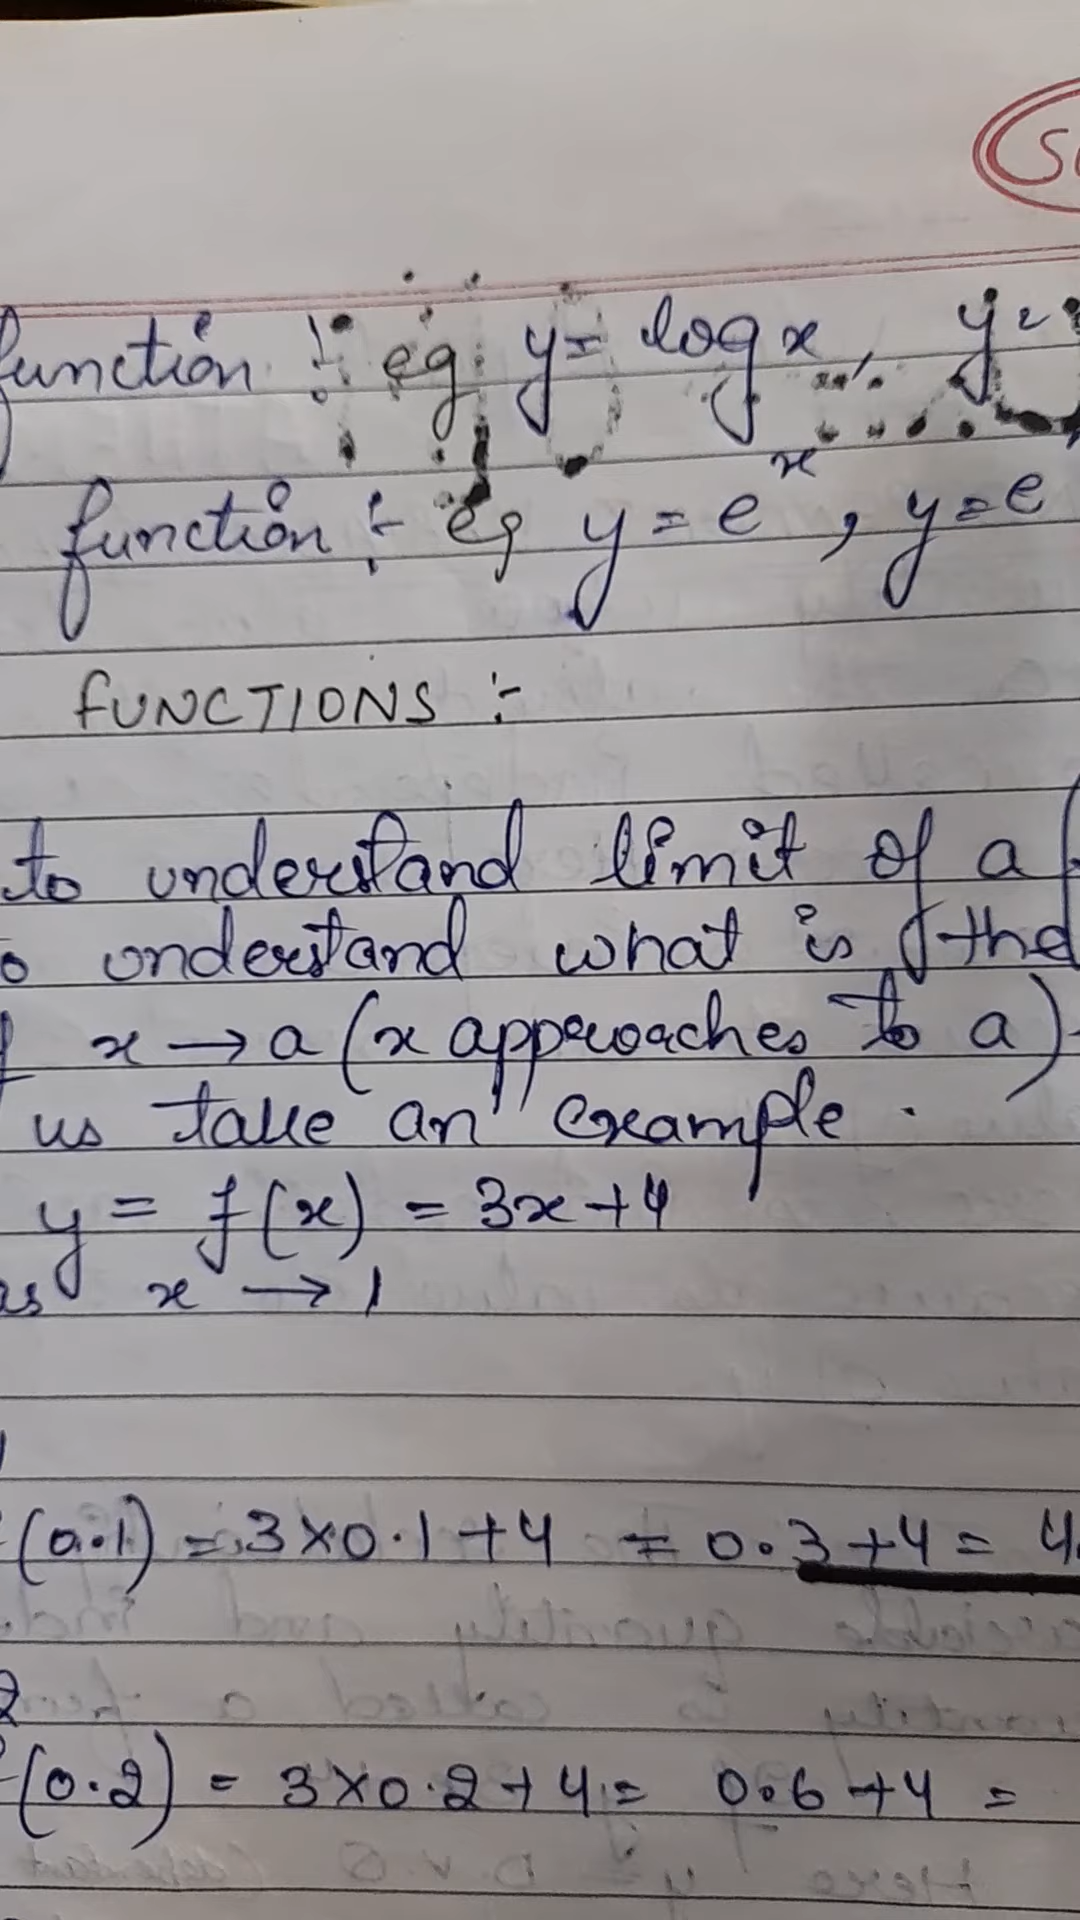 function :- eg y = log x, y =
function :- eg y = e^x, y = e
FUNCTIONS :-
to understand limit of a
understand what is the
x → a (x approaches to a)
us take an example.
y = f(x) = 3x+4
as x → 1
(0.1) = 3×0.1+4 = 0.3+4 = 4.
(0.2) = 3×0.2+4 = 0.6+4 =